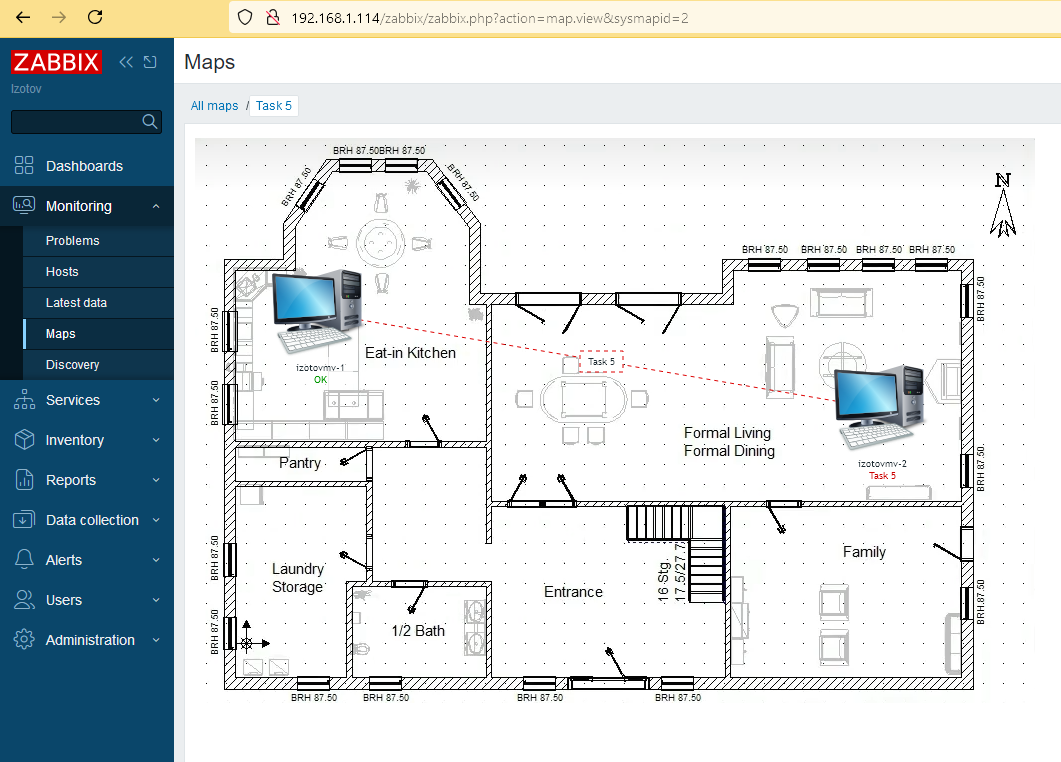 192.168.1.114/zabbix/zabbix.php?action=map.view&sysmapid=2
ZABBIX
Izotov
Dashboards
Monitoring
Problems
Hosts
Latest data
Maps
Discovery
Services
Inventory
Reports
Data collection
Alerts
Users
Administration
Maps
All maps / Task 5
BRH 87.50 BRH 87.50
BRH 87.50
BRH 87.50
N
BRH 87.50 BRH 87.50 BRH 87.50 BRH 87.50
BRH 87.50
BRH 87.50
Eat-in Kitchen
Task 5
izotovmv-1
OK
BRH 87.50
Formal Living
Formal Dining
izotovmv-2
Task 5
Pantry
BRH 87.50
BRH 87.50
Laundry
Storage
16 Stg.
17.5/27.7
Family
Entrance
BRH 87.50
BRH 87.50
1/2 Bath
BRH 87.50 BRH 87.50 BRH 87.50 BRH 87.50